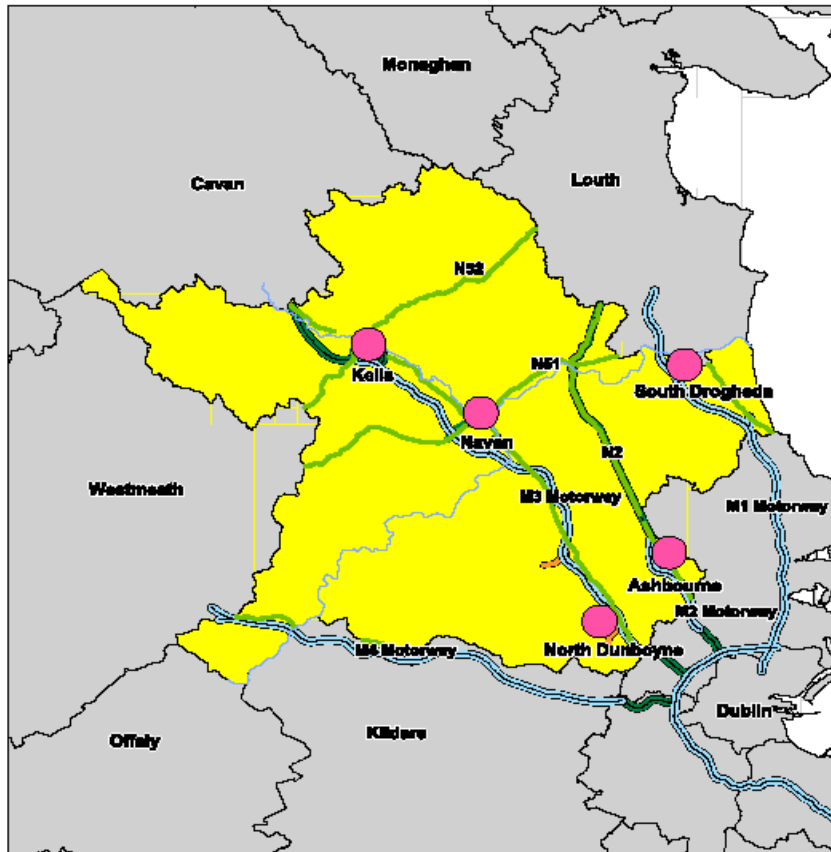 Monaghan
Cavan
Louth
N52
N51
Kells
South Drogheda
Navan
N2
Westmeath
M3 Motorway
M1 Motorway
Ashbourne
M2 Motorway
M4 Motorway
North Dunboyne
Dublin
Offaly
Kildare